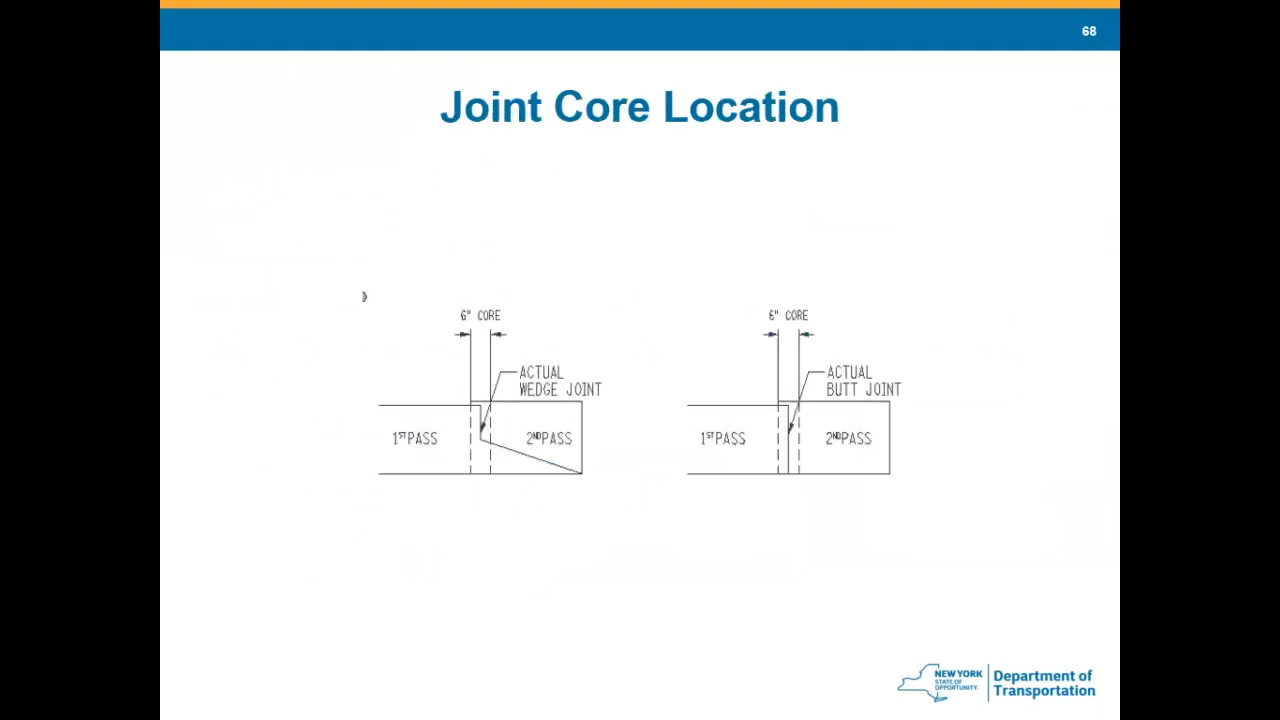 68
Joint Core Location
6" CORE
ACTUAL
WEDGE JOINT
1ST PASS
2ND PASS
6" CORE
ACTUAL
BUTT JOINT
1ST PASS
2ND PASS
NEW YORK
STATE OF
OPPORTUNITY.
Department of
Transportation